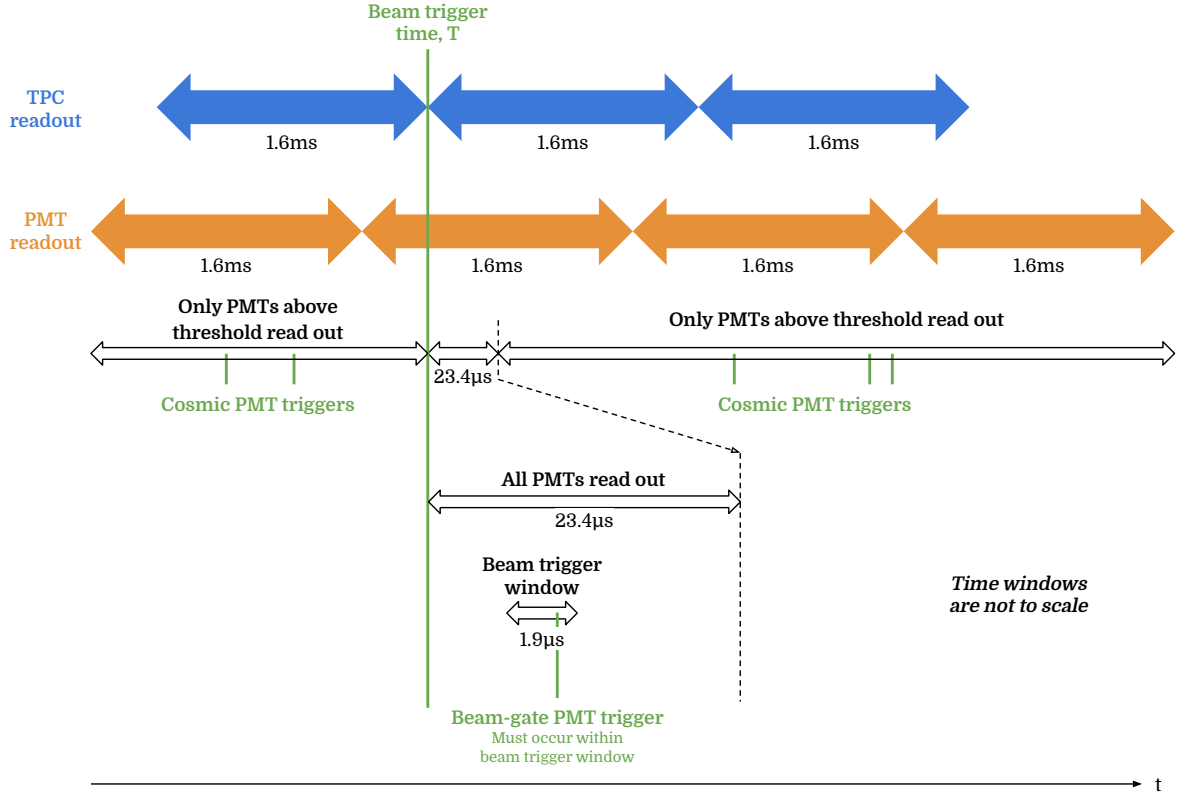 Beam trigger
time, T
TPC
readout
1.6ms
1.6ms
1.6ms
PMT
readout
1.6ms
1.6ms
1.6ms
1.6ms
Only PMTs above
threshold read out
Only PMTs above threshold read out
23.4µs
Cosmic PMT triggers
Cosmic PMT triggers
All PMTs read out
23.4µs
Beam trigger
window
1.9µs
Time windows
are not to scale
Beam-gate PMT trigger
Must occur within
beam trigger window
t